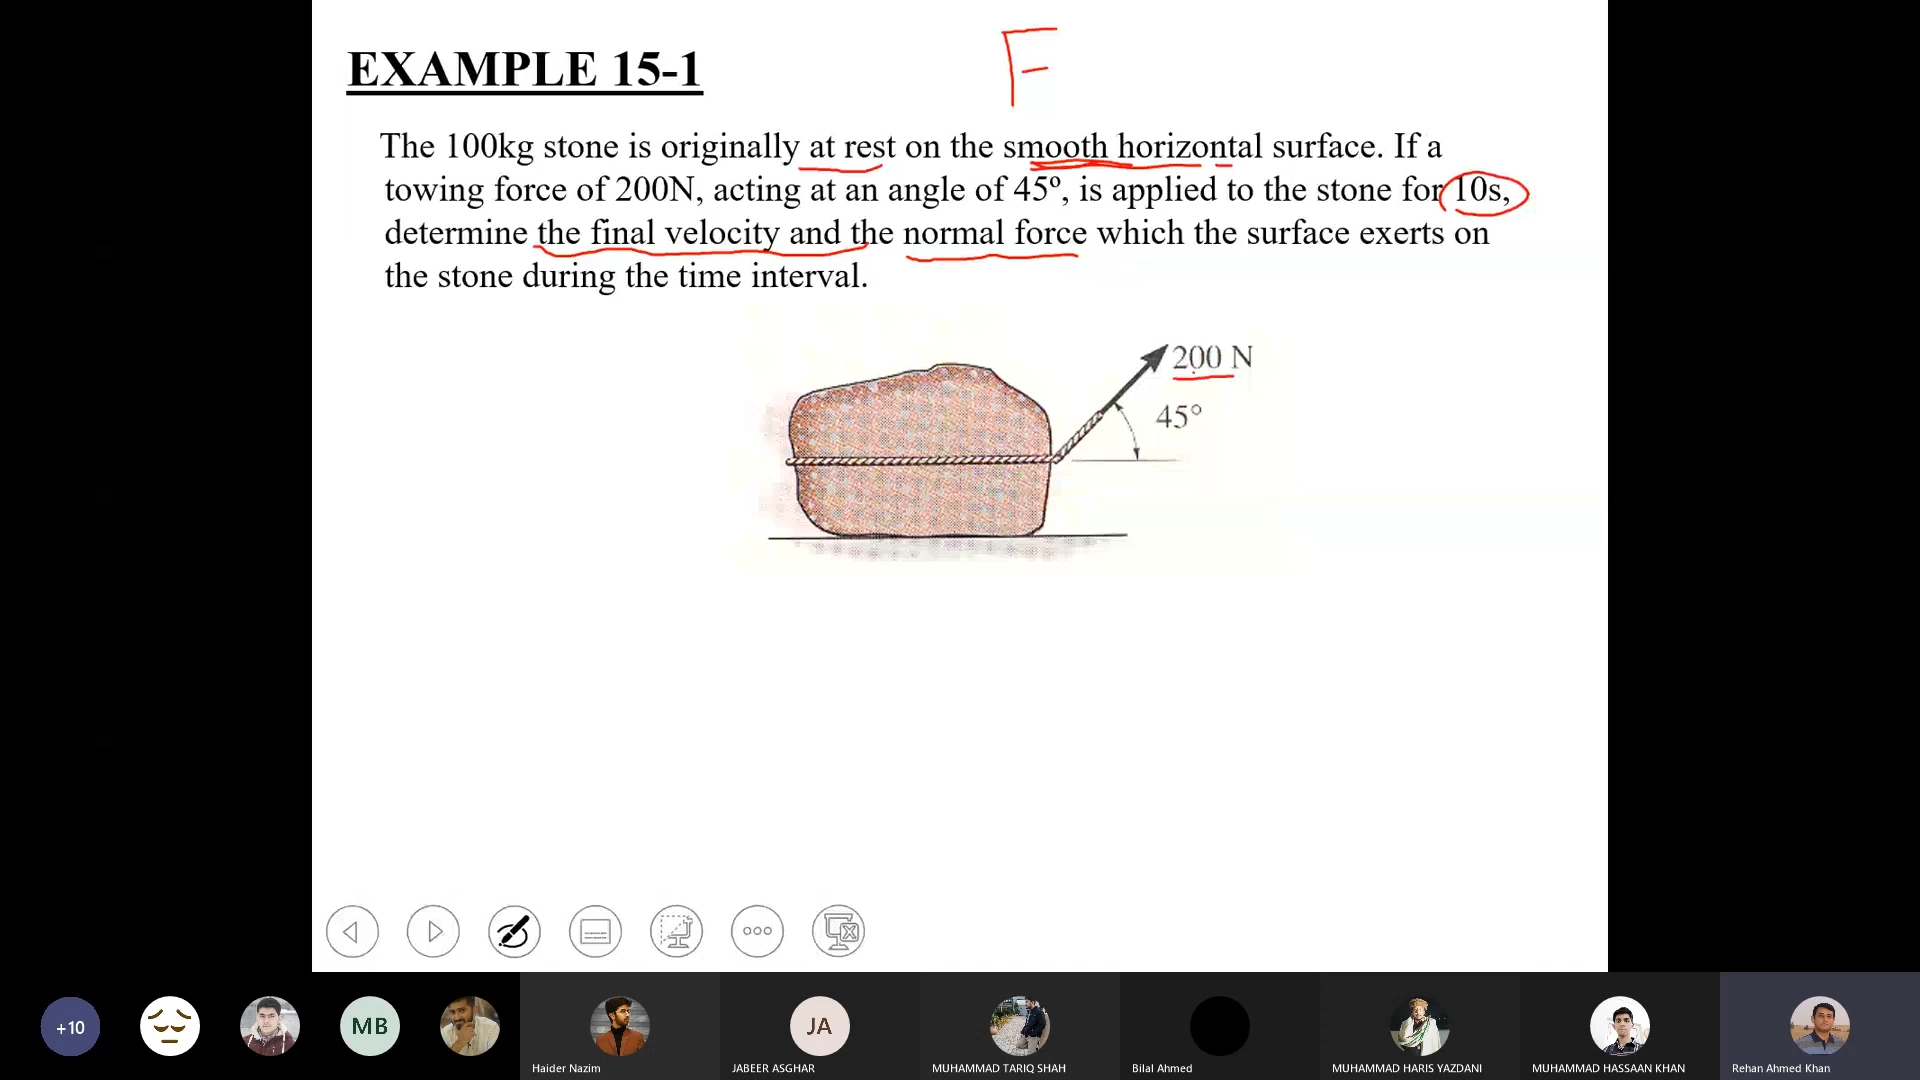 EXAMPLE 15-1
F
The 100kg stone is originally at rest on the smooth horizontal surface. If a
towing force of 200N, acting at an angle of 45º, is applied to the stone for 10s,
determine the final velocity and the normal force which the surface exerts on
the stone during the time interval.
200 N
45°
+10
MB
JA
Haider Nazim
JABEER ASGHAR
MUHAMMAD TARIQ SHAH
Bilal Ahmed
MUHAMMAD HARIS YAZDANI
MUHAMMAD HASSAAN KHAN
Rehan Ahmed Khan